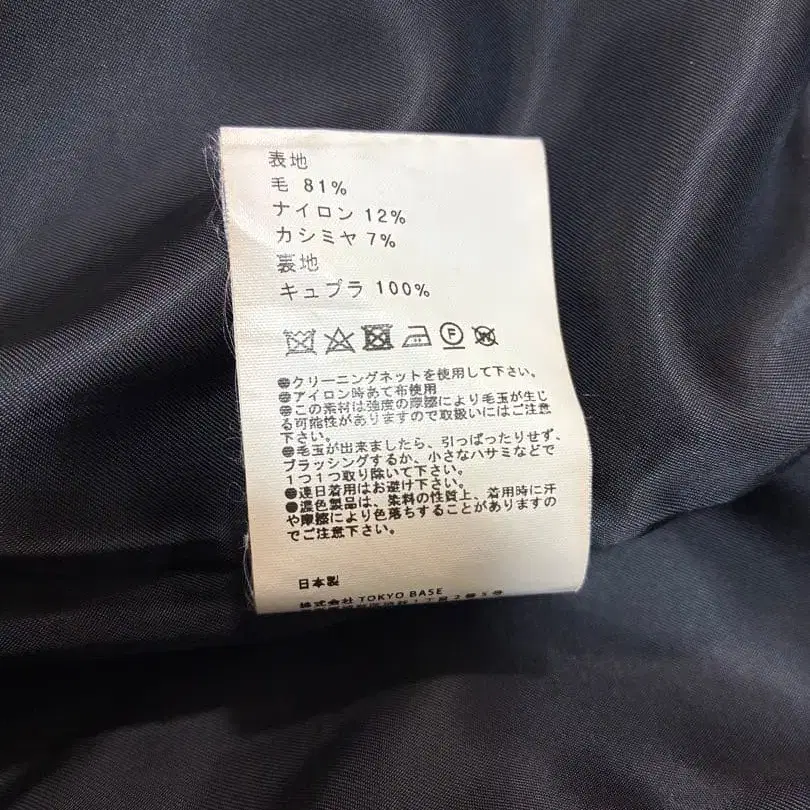 表地
毛 81%
ナイロン 12%
カシミヤ 7%
裏地
キュプラ 100%
F
W
●クリーニングネットを使用して下さい。
●アイロン時あて布使用
●この素材は強度の摩擦により毛玉が生じ
る可能性がありますので取扱いにはご注意
下さい。
●毛玉が出来ましたら、引っぱったりせず、
ブラッシングするか、小さなハサミなどで
1つ1つ取り除いて下さい。
●連日着用はお避け下さい。
●濃色製品は、染料の性質上、着用時に汗
や摩擦により色落ちすることがありますの
でご注意下さい。
日本製
株式会社 TOKYO BASE